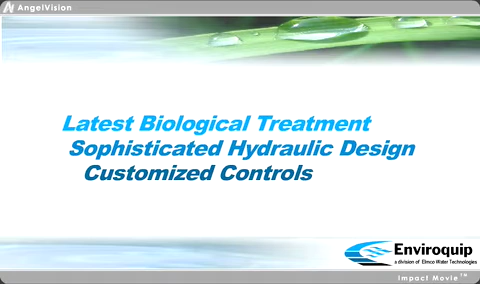 AngelVision
Latest Biological Treatment
Sophisticated Hydraulic Design
Customized Controls
Enviroquip
a division of Eimco Water Technologies
Impact Movie™